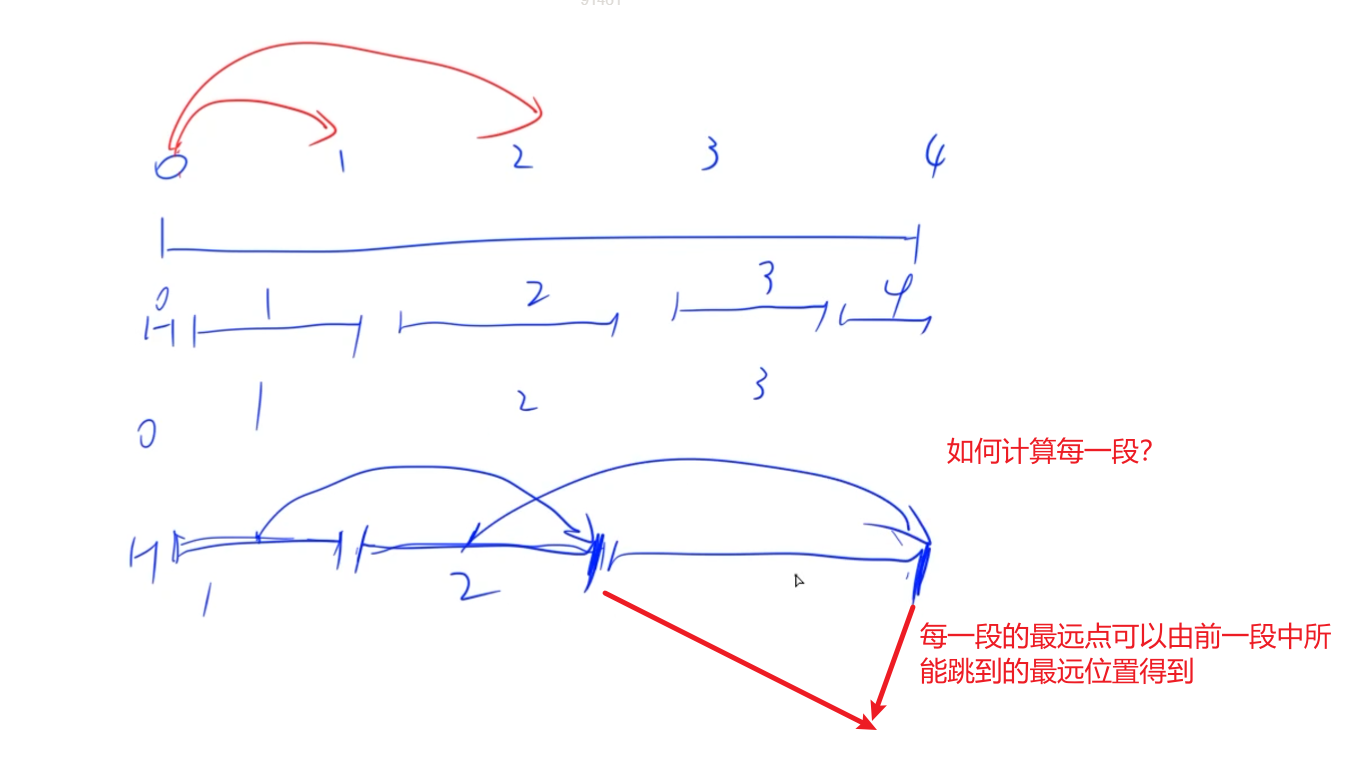 0 1 2 3 4
0 1 2 3 4
0 1 2 3
如何计算每一段?
1 2
每一段的最远点可以由前一段中所
能跳到的最远位置得到